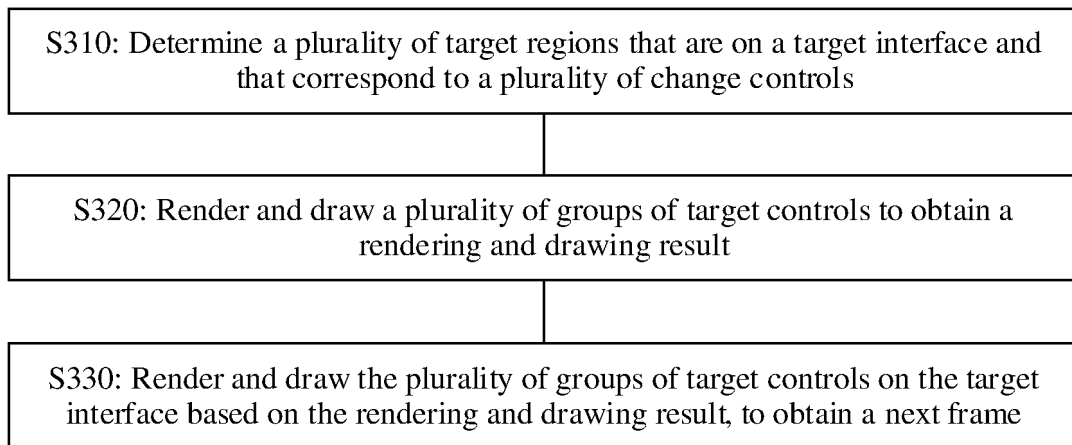 S310: Determine a plurality of target regions that are on a target interface and
that correspond to a plurality of change controls
S320: Render and draw a plurality of groups of target controls to obtain a
rendering and drawing result
S330: Render and draw the plurality of groups of target controls on the target
interface based on the rendering and drawing result, to obtain a next frame